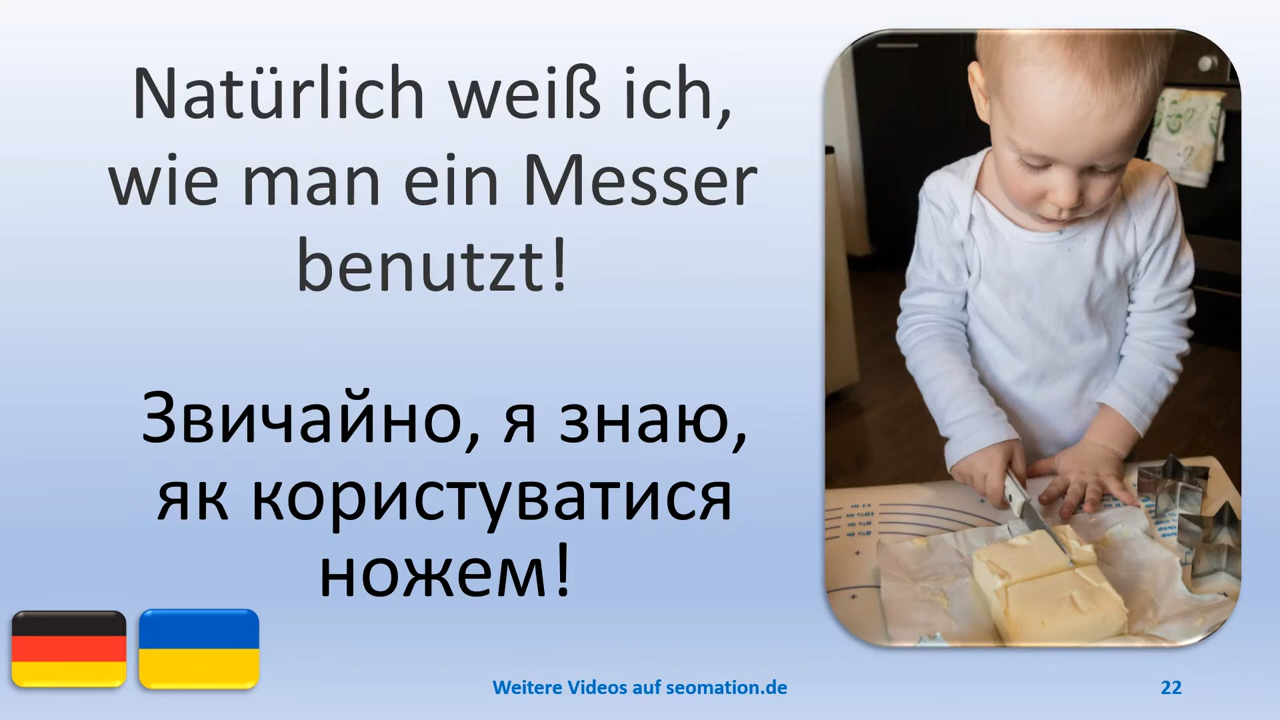 Natürlich weiß ich,
wie man ein Messer
benutzt!
Звичайно, я знаю,
як користуватися
ножем!
Weitere Videos auf seomation.de
22